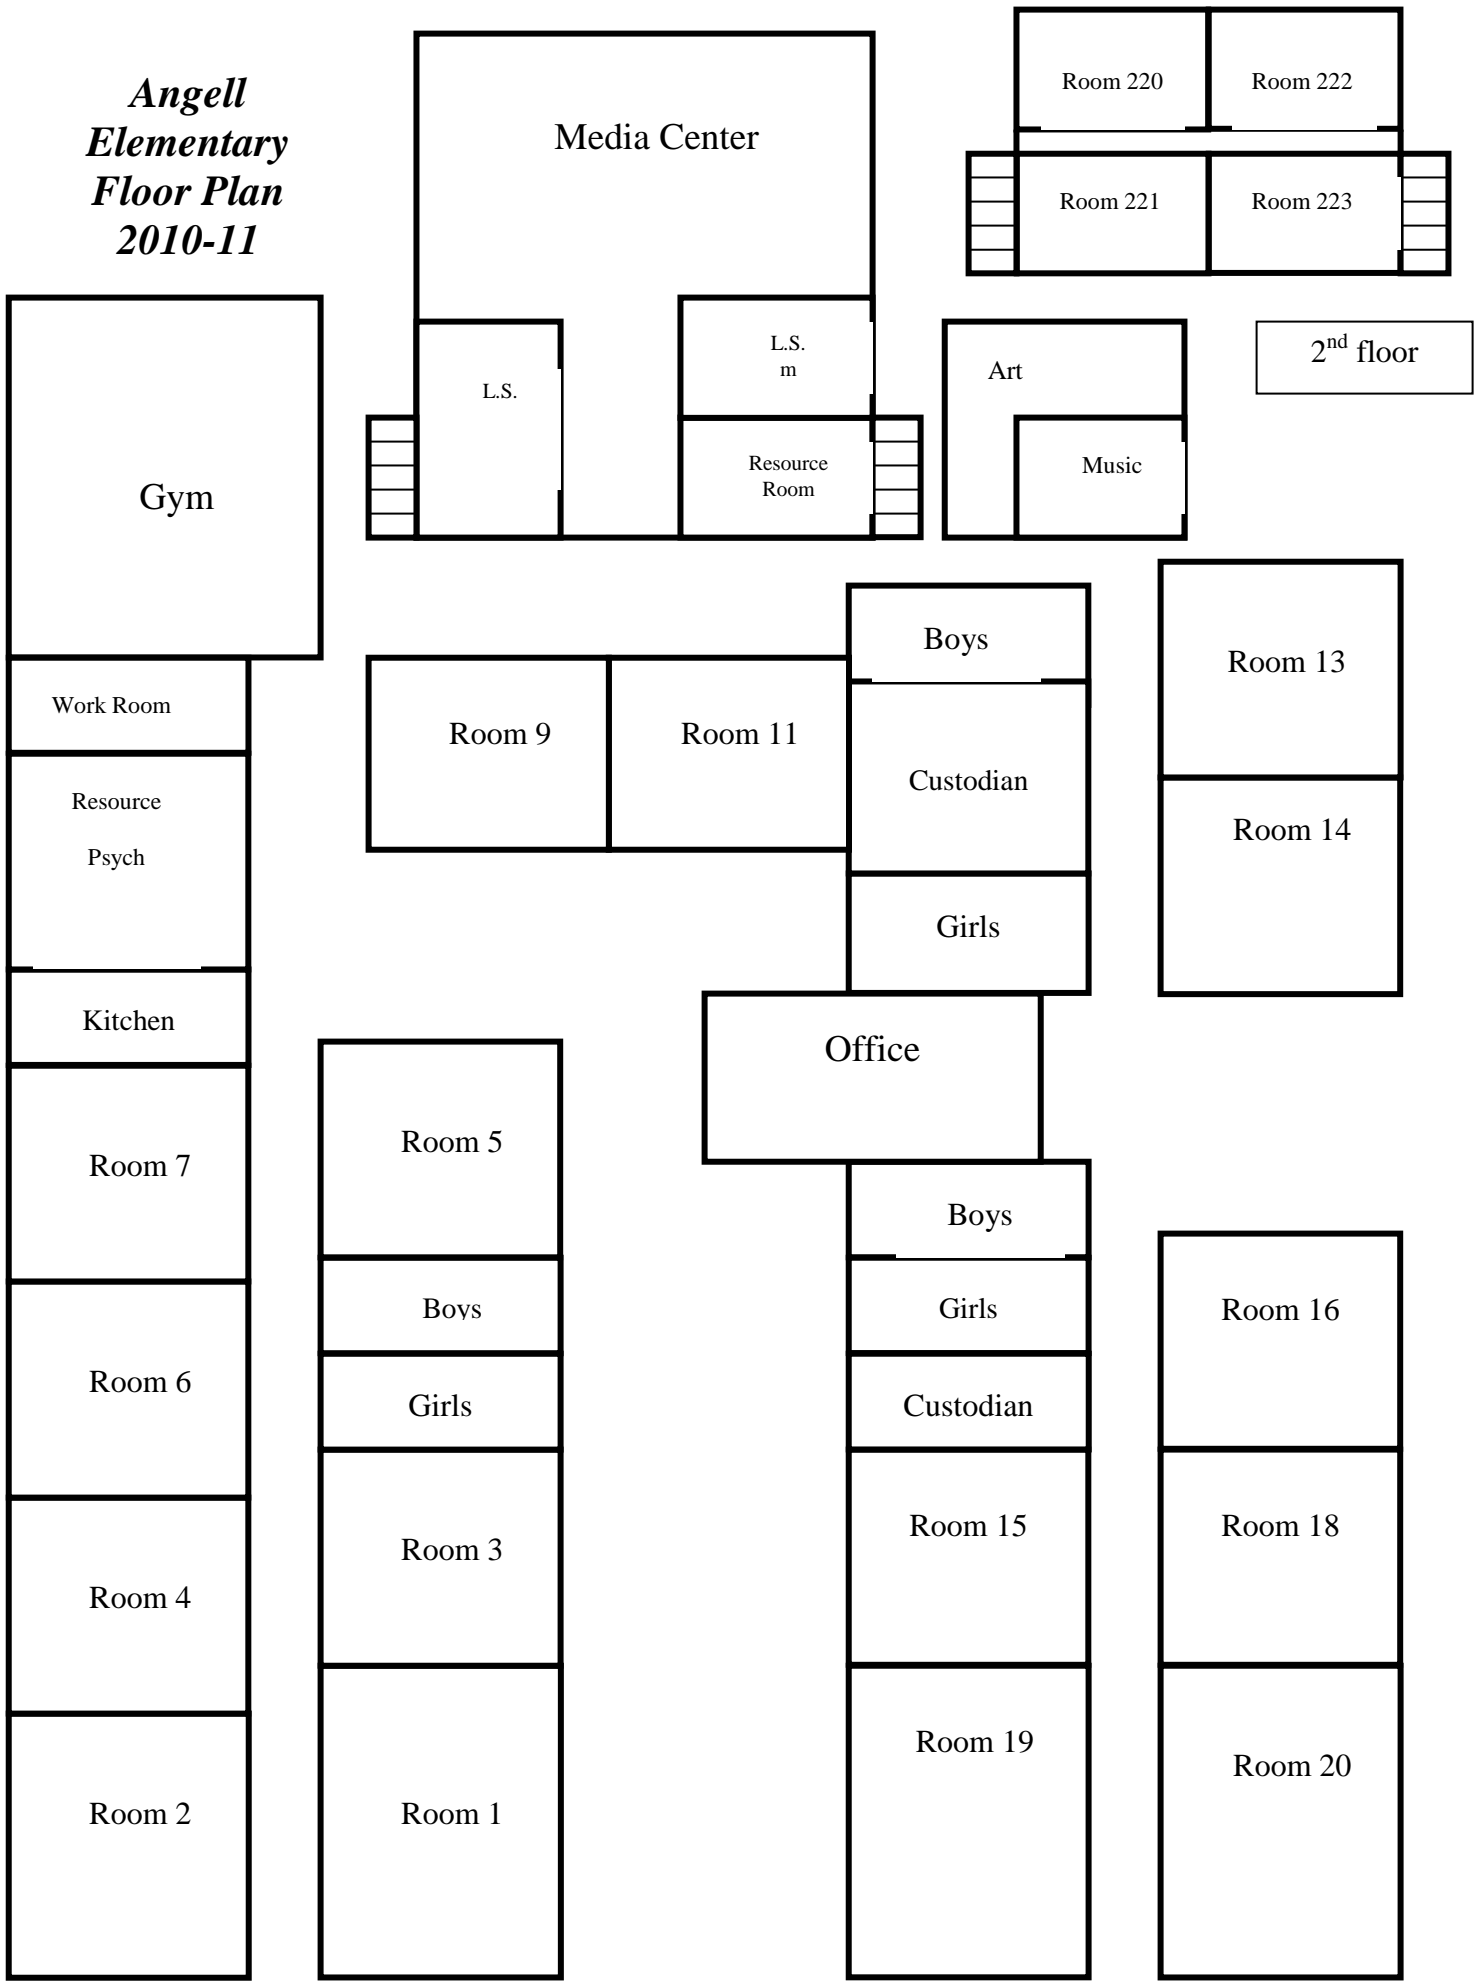 Angell
Elementary
Floor Plan
2010-11
Media Center
Room 220
Room 222
Room 221
Room 223
2nd floor
L.S.
L.S.
m
Resource
Room
Art
Music
Gym
Work Room
Resource
Psych
Kitchen
Room 7
Room 6
Room 4
Room 2
Room 9
Room 11
Boys
Custodian
Girls
Office
Room 13
Room 14
Room 5
Boys
Girls
Room 3
Room 1
Boys
Girls
Custodian
Room 15
Room 19
Room 16
Room 18
Room 20